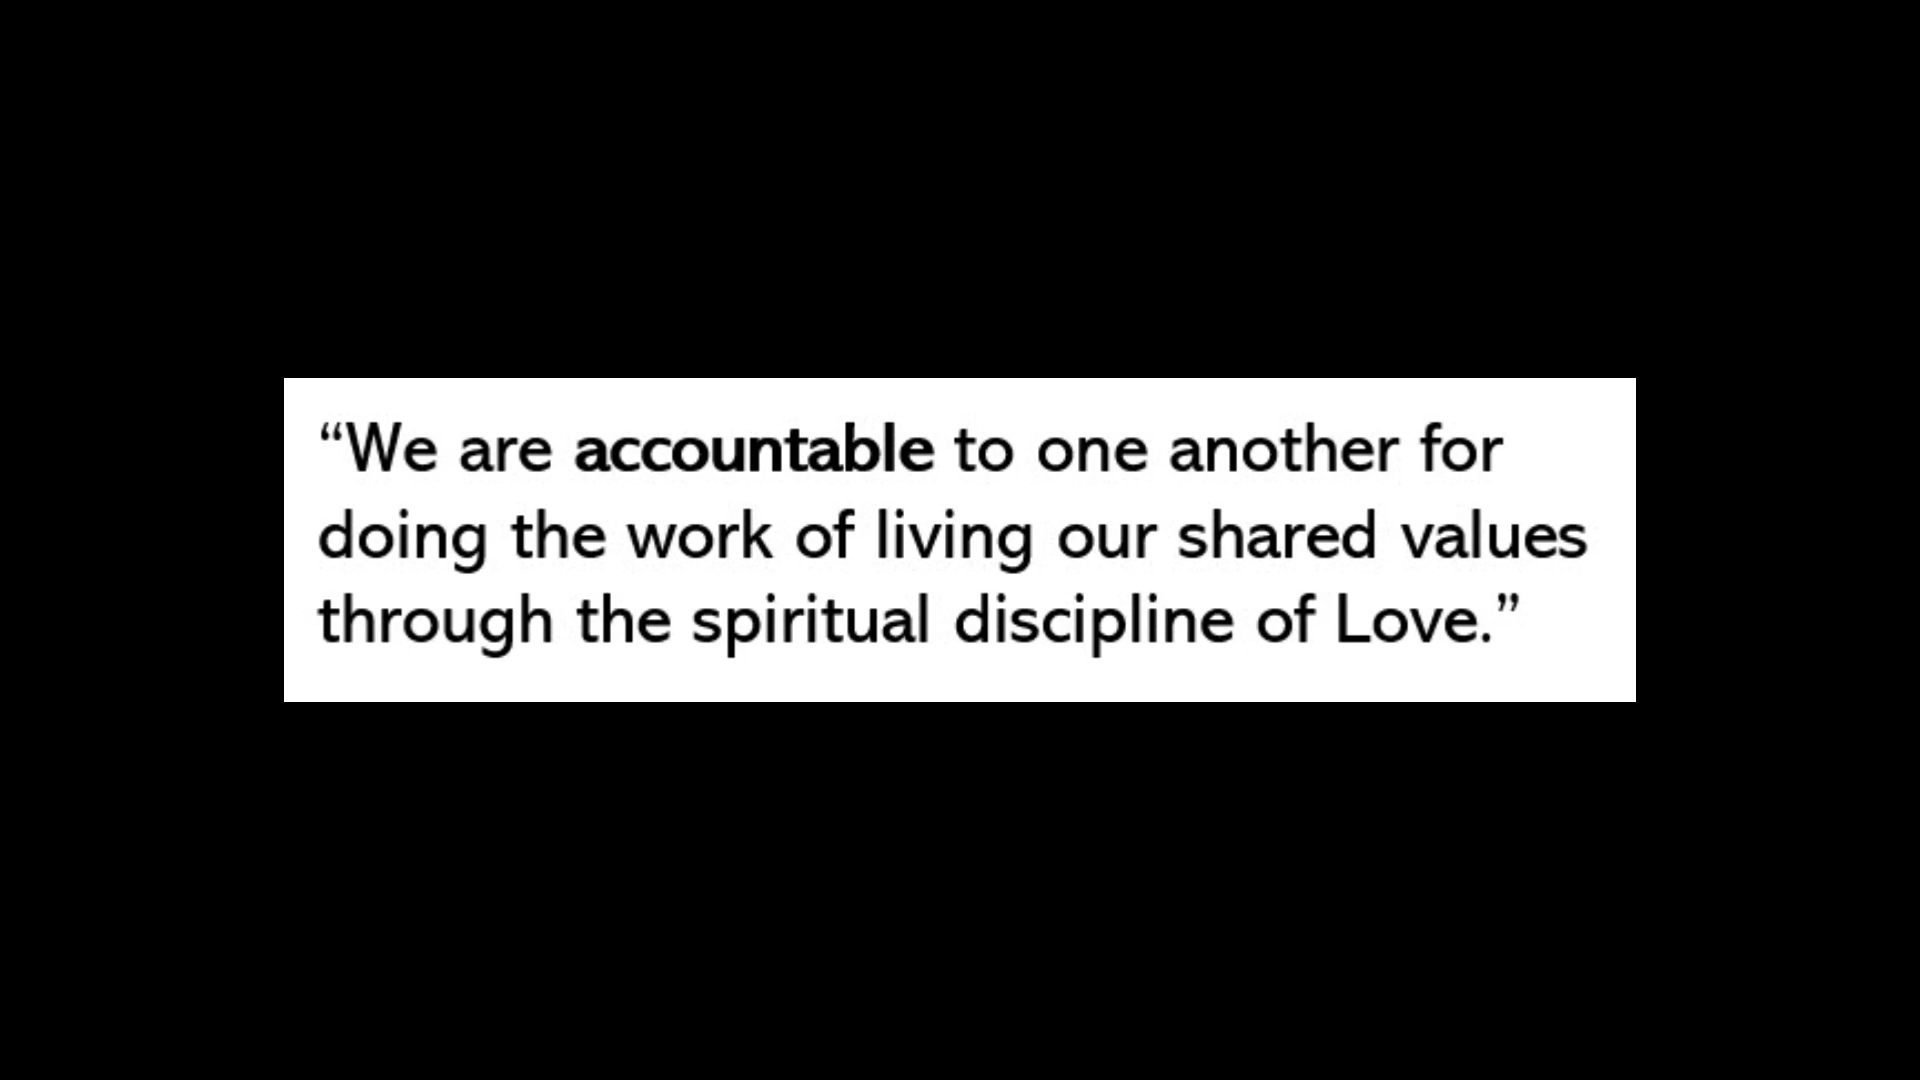 “We are accountable to one another for
doing the work of living our shared values
through the spiritual discipline of Love.”